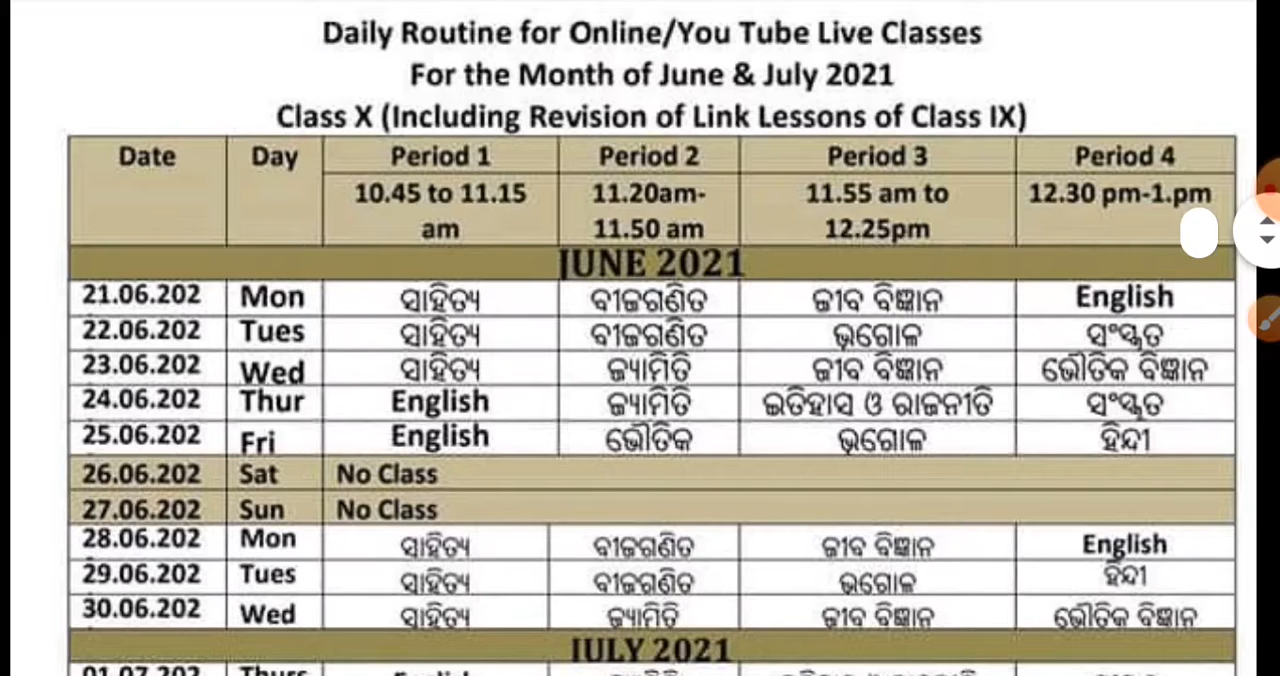 Daily Routine for Online/You Tube Live Classes
For the Month of June & July 2021
Class X (Including Revision of Link Lessons of Class IX)
Date Day Period 1 Period 2 Period 3 Period 4
10.45 to 11.15 am 11.20am-11.50 am 11.55 am to 12.25pm 12.30 pm-1.pm
JUNE 2021
21.06.202 Mon ସାହିତ୍ୟ ବୀଜଗଣିତ ଜୀବ ବିଜ୍ଞାନ English
22.06.202 Tues ସାହିତ୍ୟ ବୀଜଗଣିତ ଭୂଗୋଳ ସଂସ୍କୃତ
23.06.202 Wed ସାହିତ୍ୟ ଜ୍ୟାମିତି ଜୀବ ବିଜ୍ଞାନ ଭୌତିକ ବିଜ୍ଞାନ
24.06.202 Thur English ଜ୍ୟାମିତି ଇତିହାସ ଓ ରାଜନୀତି ସଂସ୍କୃତ
25.06.202 Fri English ଭୌତିକ ଭୂଗୋଳ ହିନ୍ଦୀ
26.06.202 Sat No Class
27.06.202 Sun No Class
28.06.202 Mon ସାହିତ୍ୟ ବୀଜଗଣିତ ଜୀବ ବିଜ୍ଞାନ English
29.06.202 Tues ସାହିତ୍ୟ ବୀଜଗଣିତ ଭୂଗୋଳ ହିନ୍ଦୀ
30.06.202 Wed ସାହିତ୍ୟ ଜ୍ୟାମିତି ଜୀବ ବିଜ୍ଞାନ ଭୌତିକ ବିଜ୍ଞାନ
JULY 2021
01.07.202 Thurs English